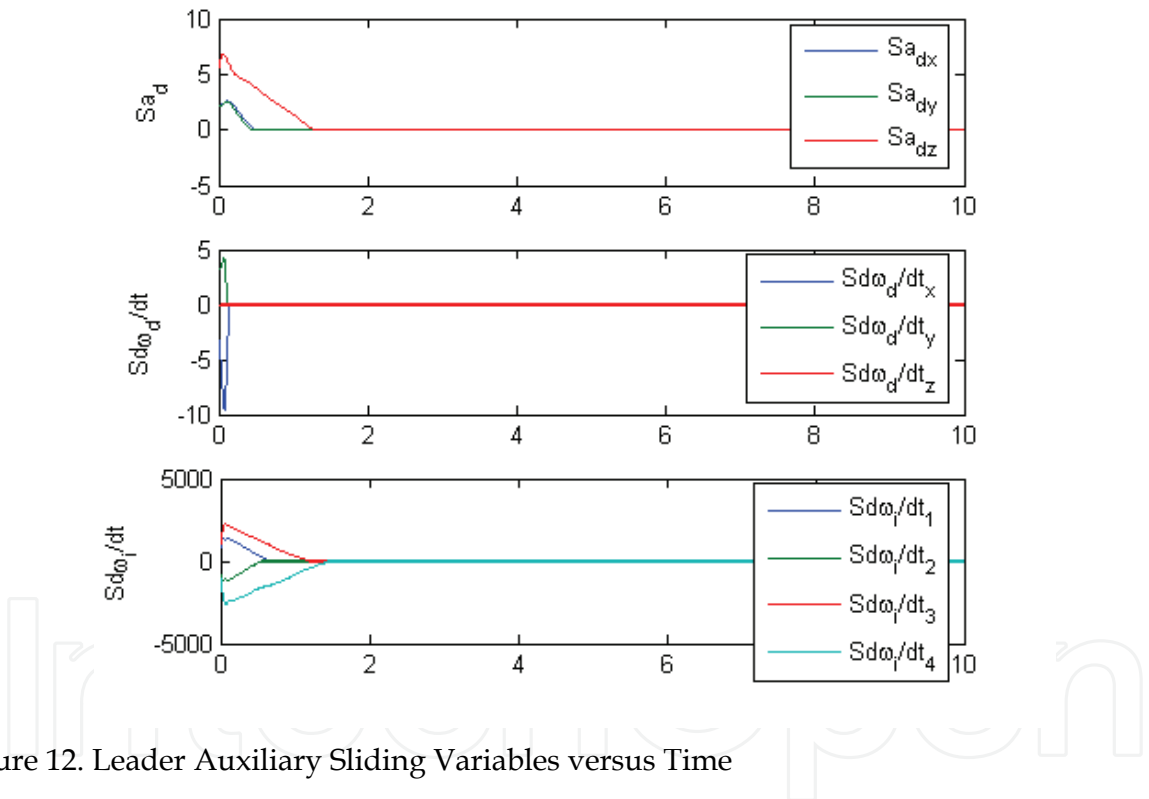 10
5
0
-5
Sa_d
Sa_dx
Sa_dy
Sa_dz
0 2 4 6 8 10
5
0
-5
-10
Sdω_d/dt
Sdω_d/dt_x
Sdω_d/dt_y
Sdω_d/dt_z
0 2 4 6 8 10
5000
0
-5000
Sdω_i/dt
Sdω_i/dt_1
Sdω_i/dt_2
Sdω_i/dt_3
Sdω_i/dt_4
0 2 4 6 10
ure 12. Leader Auxiliary Sliding Variables versus Time